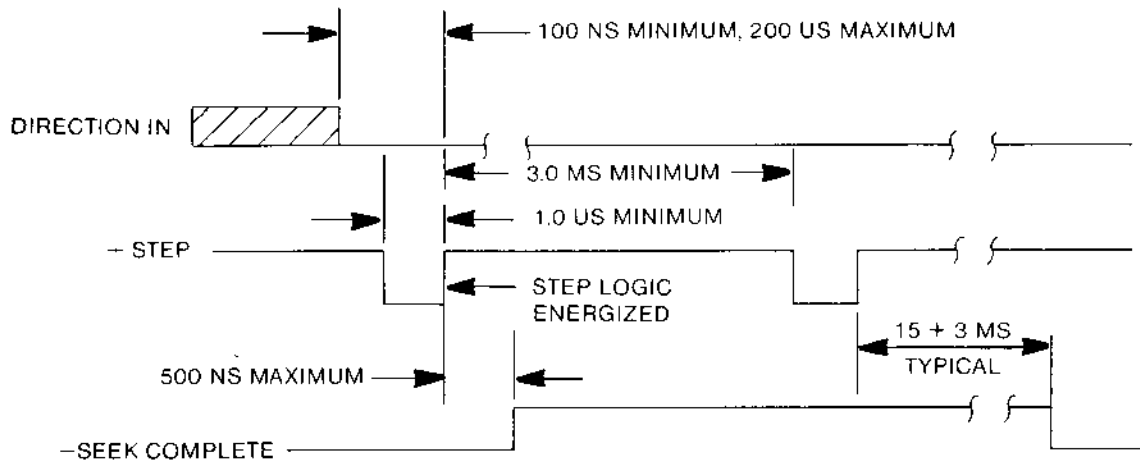 100 NS MINIMUM, 200 US MAXIMUM
DIRECTION IN
3.0 MS MINIMUM
1.0 US MINIMUM
– STEP
STEP LOGIC
ENERGIZED
15 + 3 MS
TYPICAL
500 NS MAXIMUM
–SEEK COMPLETE